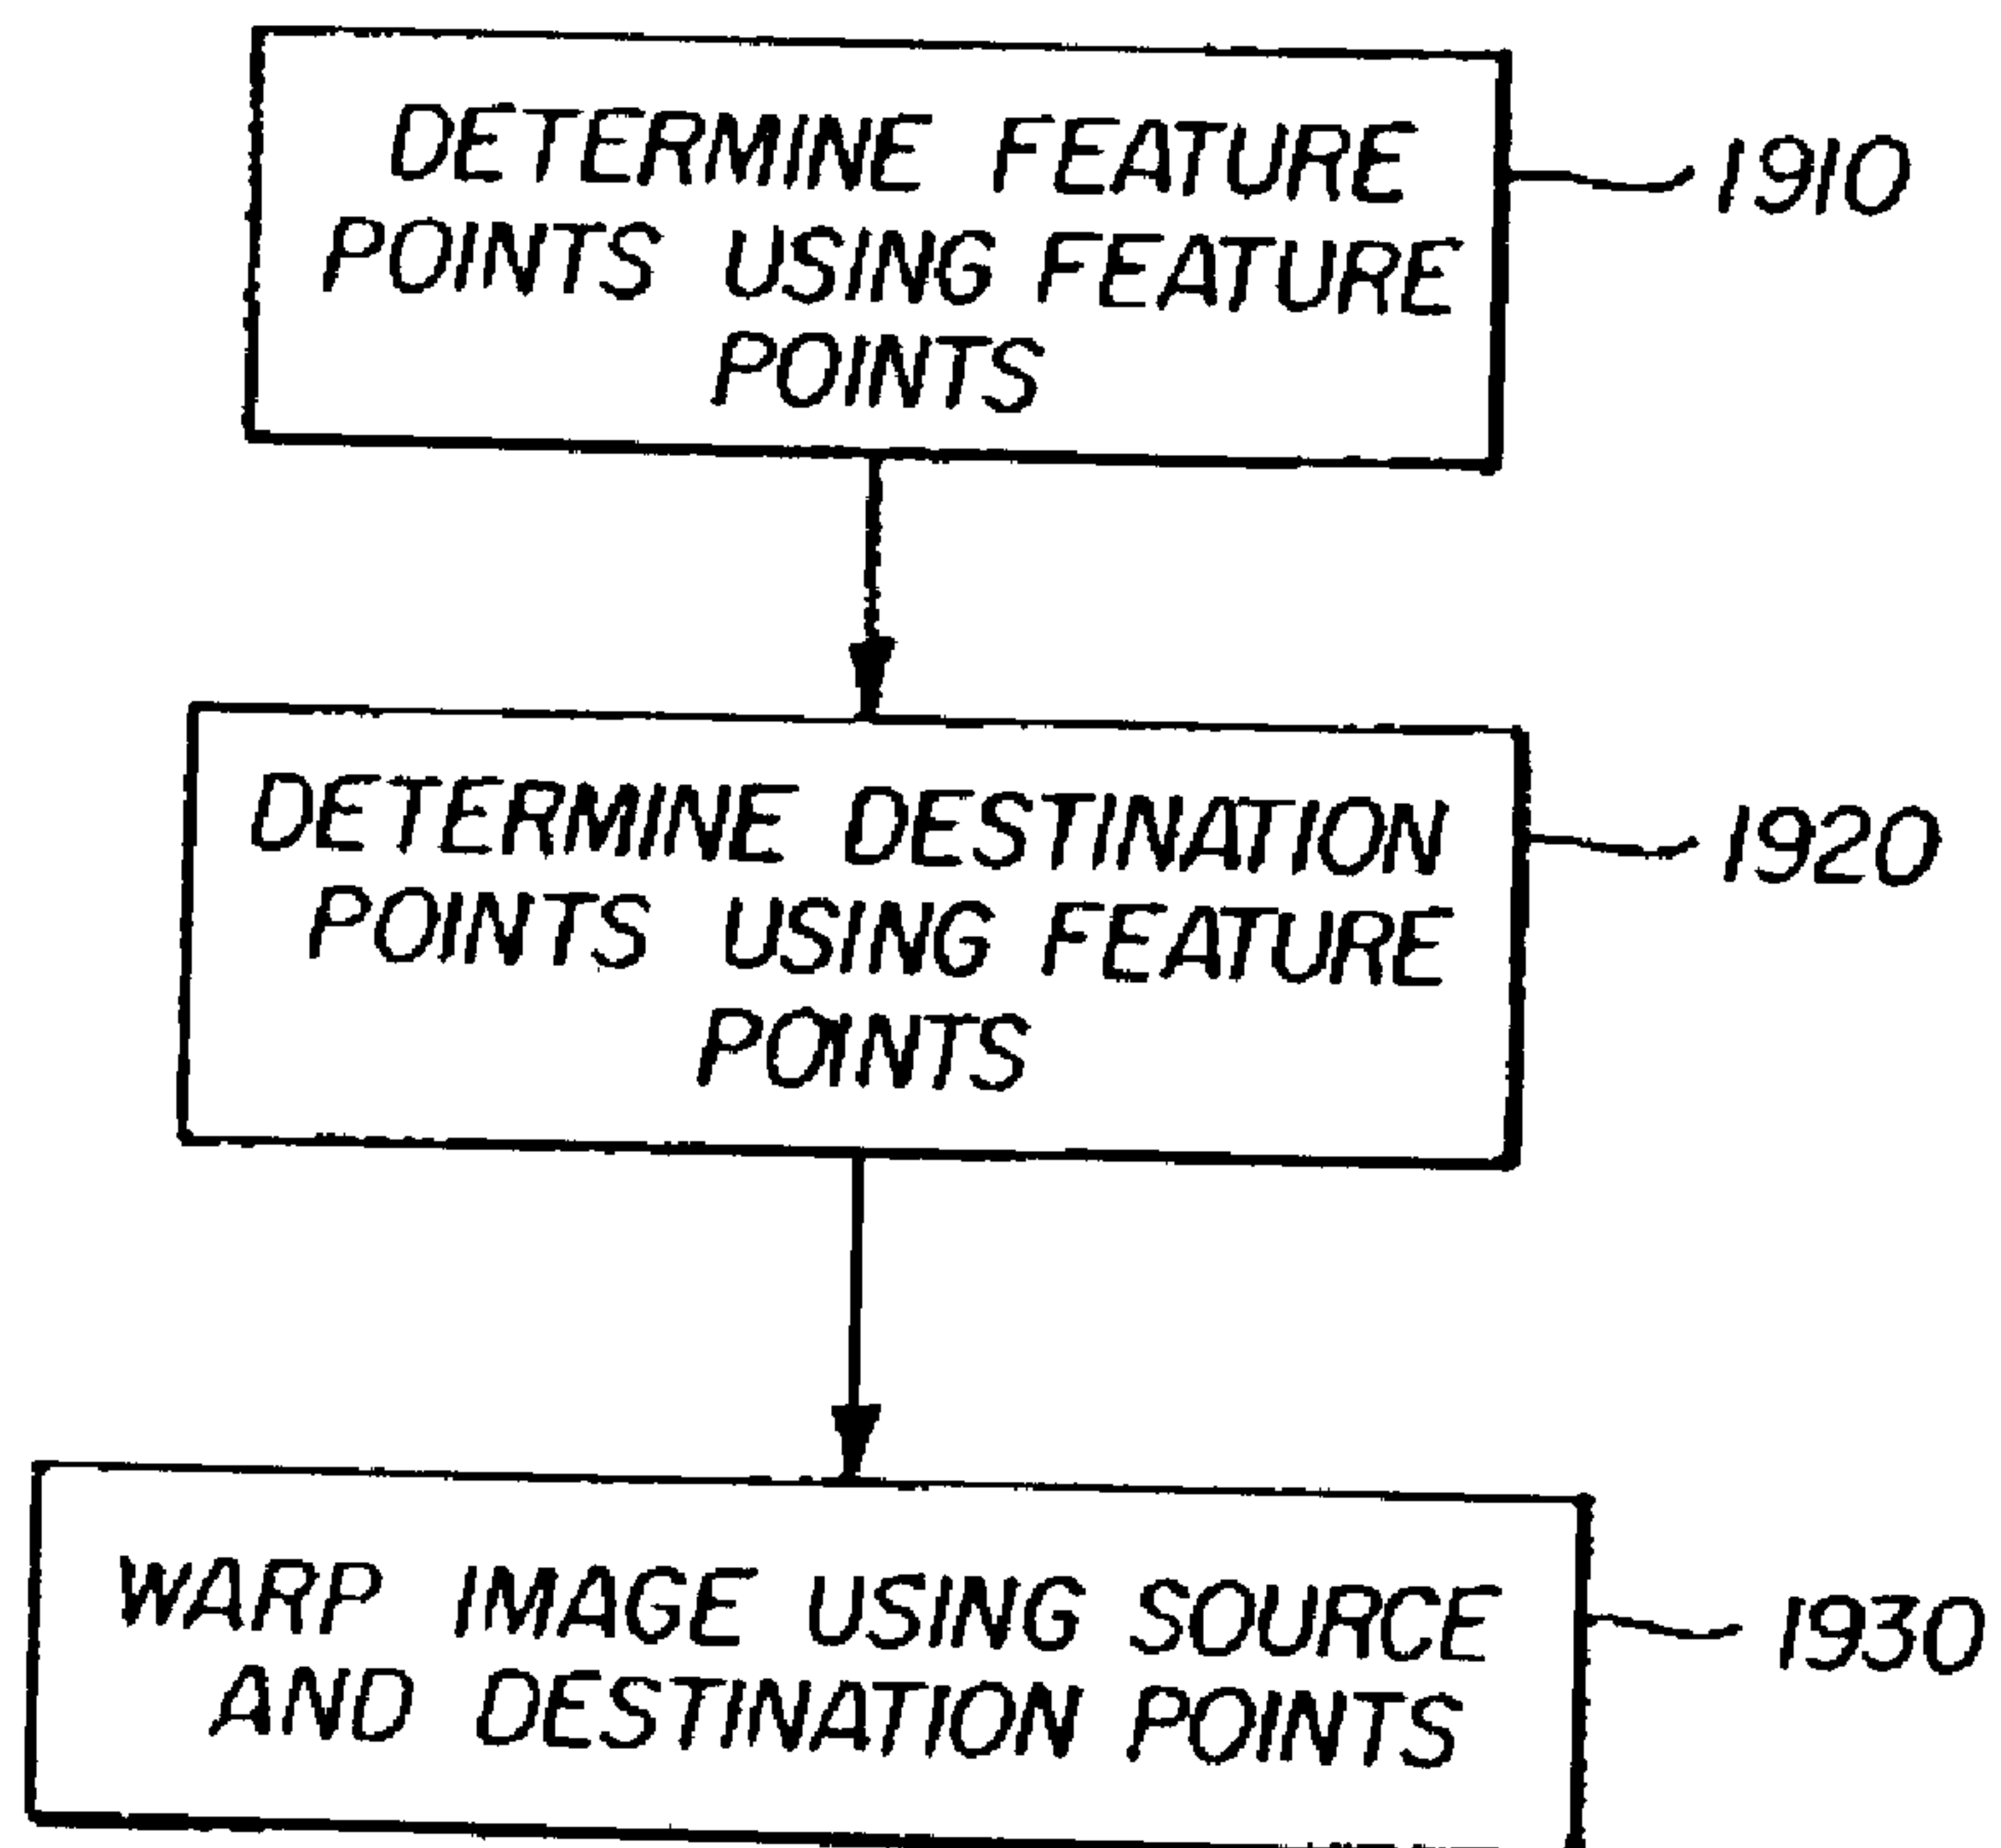 DETERMINE FEATURE
POINTS USING FEATURE
POINTS
1910
DETERMINE DESTINATION
POINTS USING FEATURE
POINTS
1920
WARP IMAGE USING SOURCE
AND DESTINATION POINTS
1930